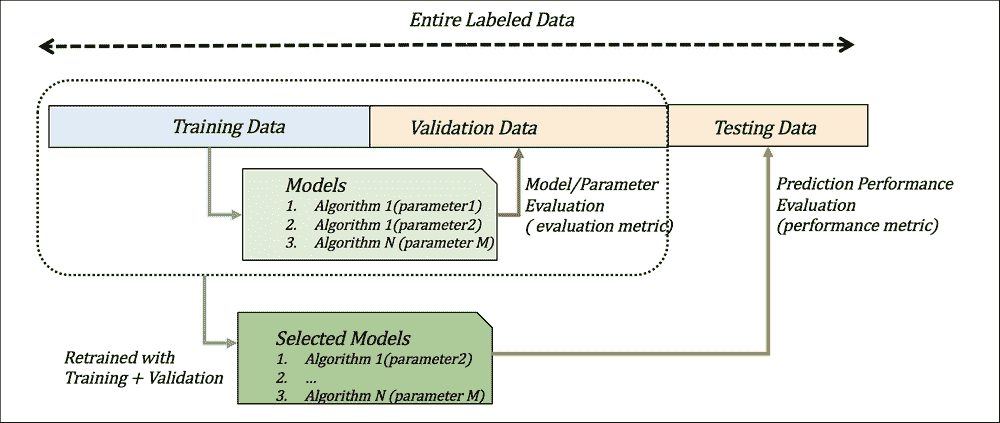 Entire Labeled Data
Training Data
Validation Data
Testing Data
Models
1. Algorithm 1(parameter1)
2. Algorithm 1(parameter2)
3. Algorithm N (parameter M)
Model/Parameter
Evaluation
( evaluation metric)
Prediction Performance
Evaluation
(performance metric)
Retrained with
Training + Validation
Selected Models
1. Algorithm 1(parameter2)
2. ...
3. Algorithm N (parameter M)